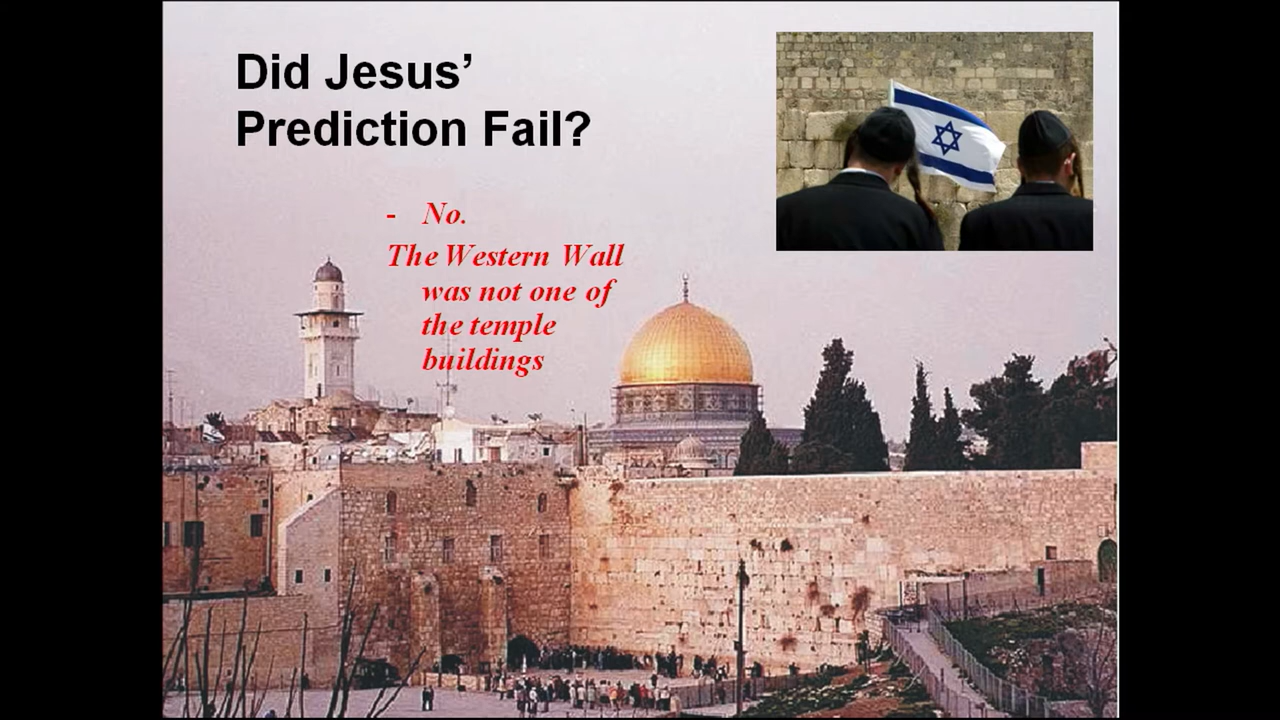 Did Jesus’
Prediction Fail?
- No.
The Western Wall
was not one of
the temple
buildings